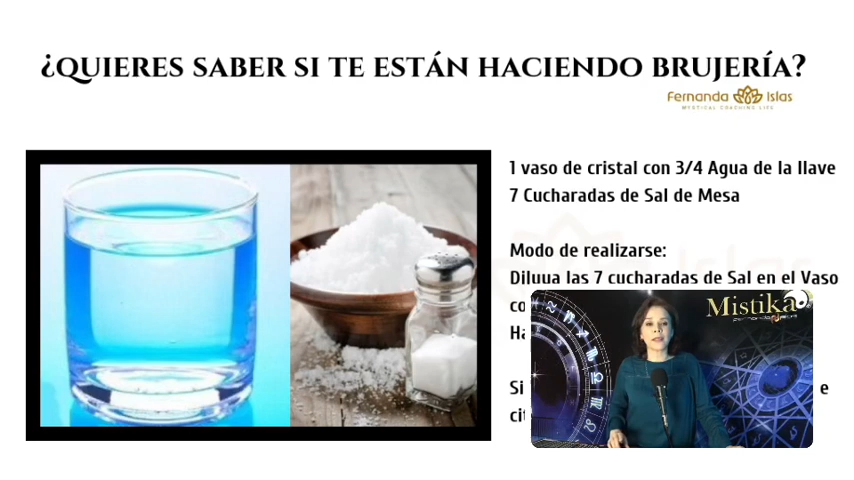 ¿QUIERES SABER SI TE ESTÁN HACIENDO BRUJERÍA?
Fernanda Islas
MYSTICAL COACHING LIFE
1 vaso de cristal con 3/4 Agua de la llave
7 Cucharadas de Sal de Mesa
Modo de realizarse:
Diluya las 7 cucharadas de Sal en el Vaso
co
Ha
Si e
cit
Mistika